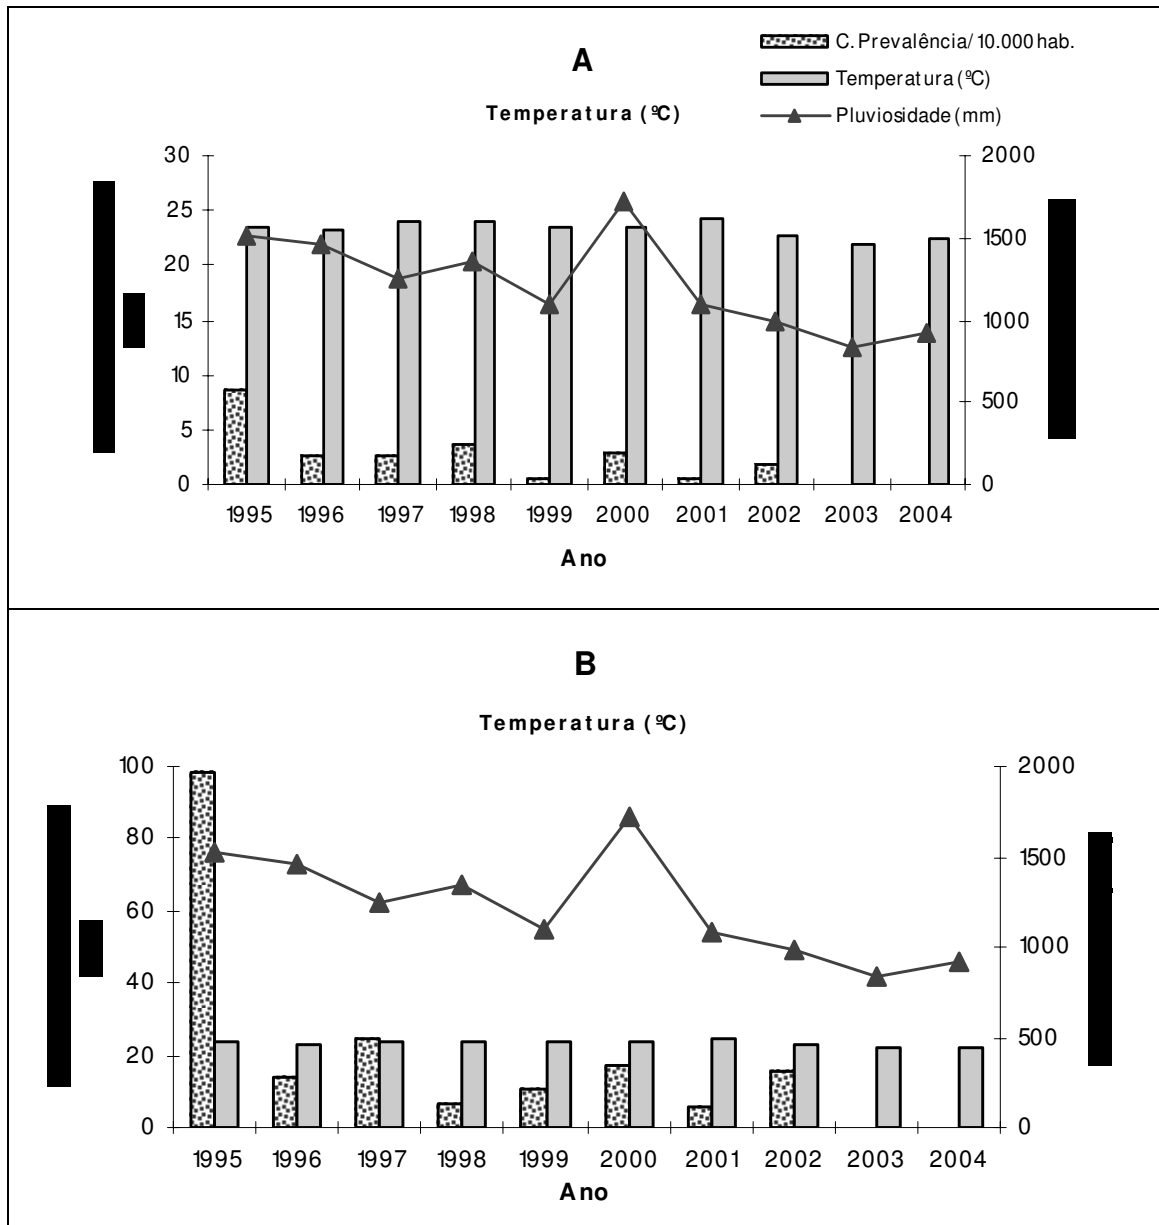 A
C. Prevalência/10.000 hab.
Temperatura (ºC)
Pluviosidade (mm)
Temperatura (ºC)
30
25
20
15
10
5
0
2000
1500
1000
500
0
1995 1996 1997 1998 1999 2000 2001 2002 2003 2004
Ano
B
Temperatura (ºC)
100
80
60
40
20
0
2000
1500
1000
500
0
1995 1996 1997 1998 1999 2000 2001 2002 2003 2004
Ano